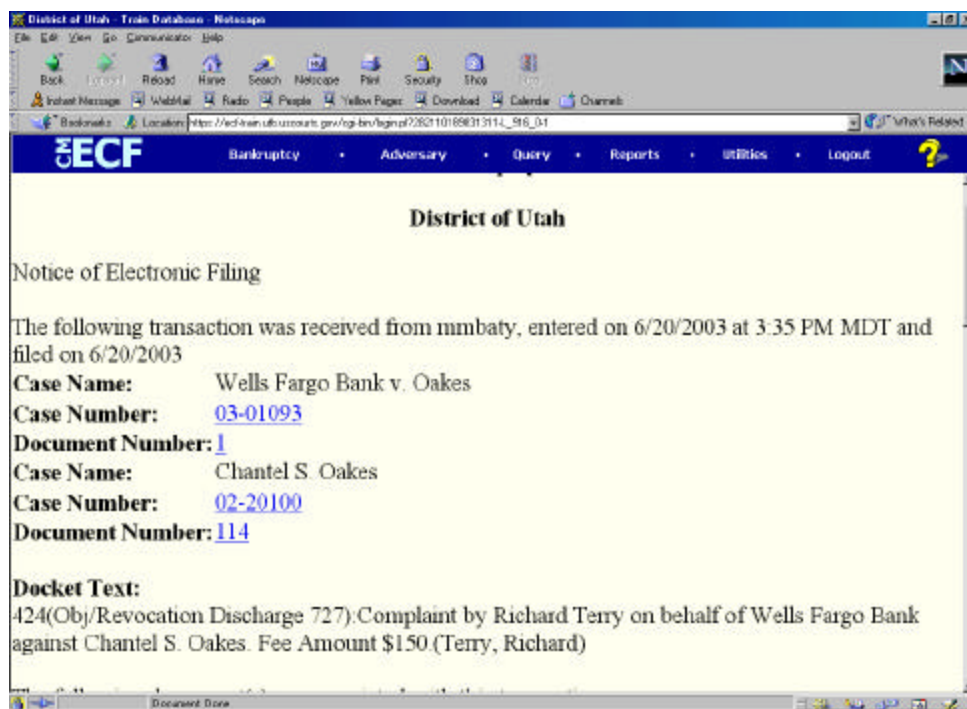 District of Utah - Train Database - Netscape
File Edit View Go Communicator Help
Back Reload Home Search Netscape Print Security Shop
Instant Message WebMail Radio People Yellow Pages Download Calendar Channels
Bookmarks Location: What's Related
CM ECF Bankruptcy • Adversary • Query • Reports • Utilities • Logout ?
District of Utah
Notice of Electronic Filing
The following transaction was received from mmbaty, entered on 6/20/2003 at 3:35 PM MDT and
filed on 6/20/2003
Case Name: Wells Fargo Bank v. Oakes
Case Number: 03-01093
Document Number: 1
Case Name: Chantel S. Oakes
Case Number: 02-20100
Document Number: 114
Docket Text:
424(Obj/Revocation Discharge 727):Complaint by Richard Terry on behalf of Wells Fargo Bank
against Chantel S. Oakes. Fee Amount $150.(Terry, Richard)
Document Done